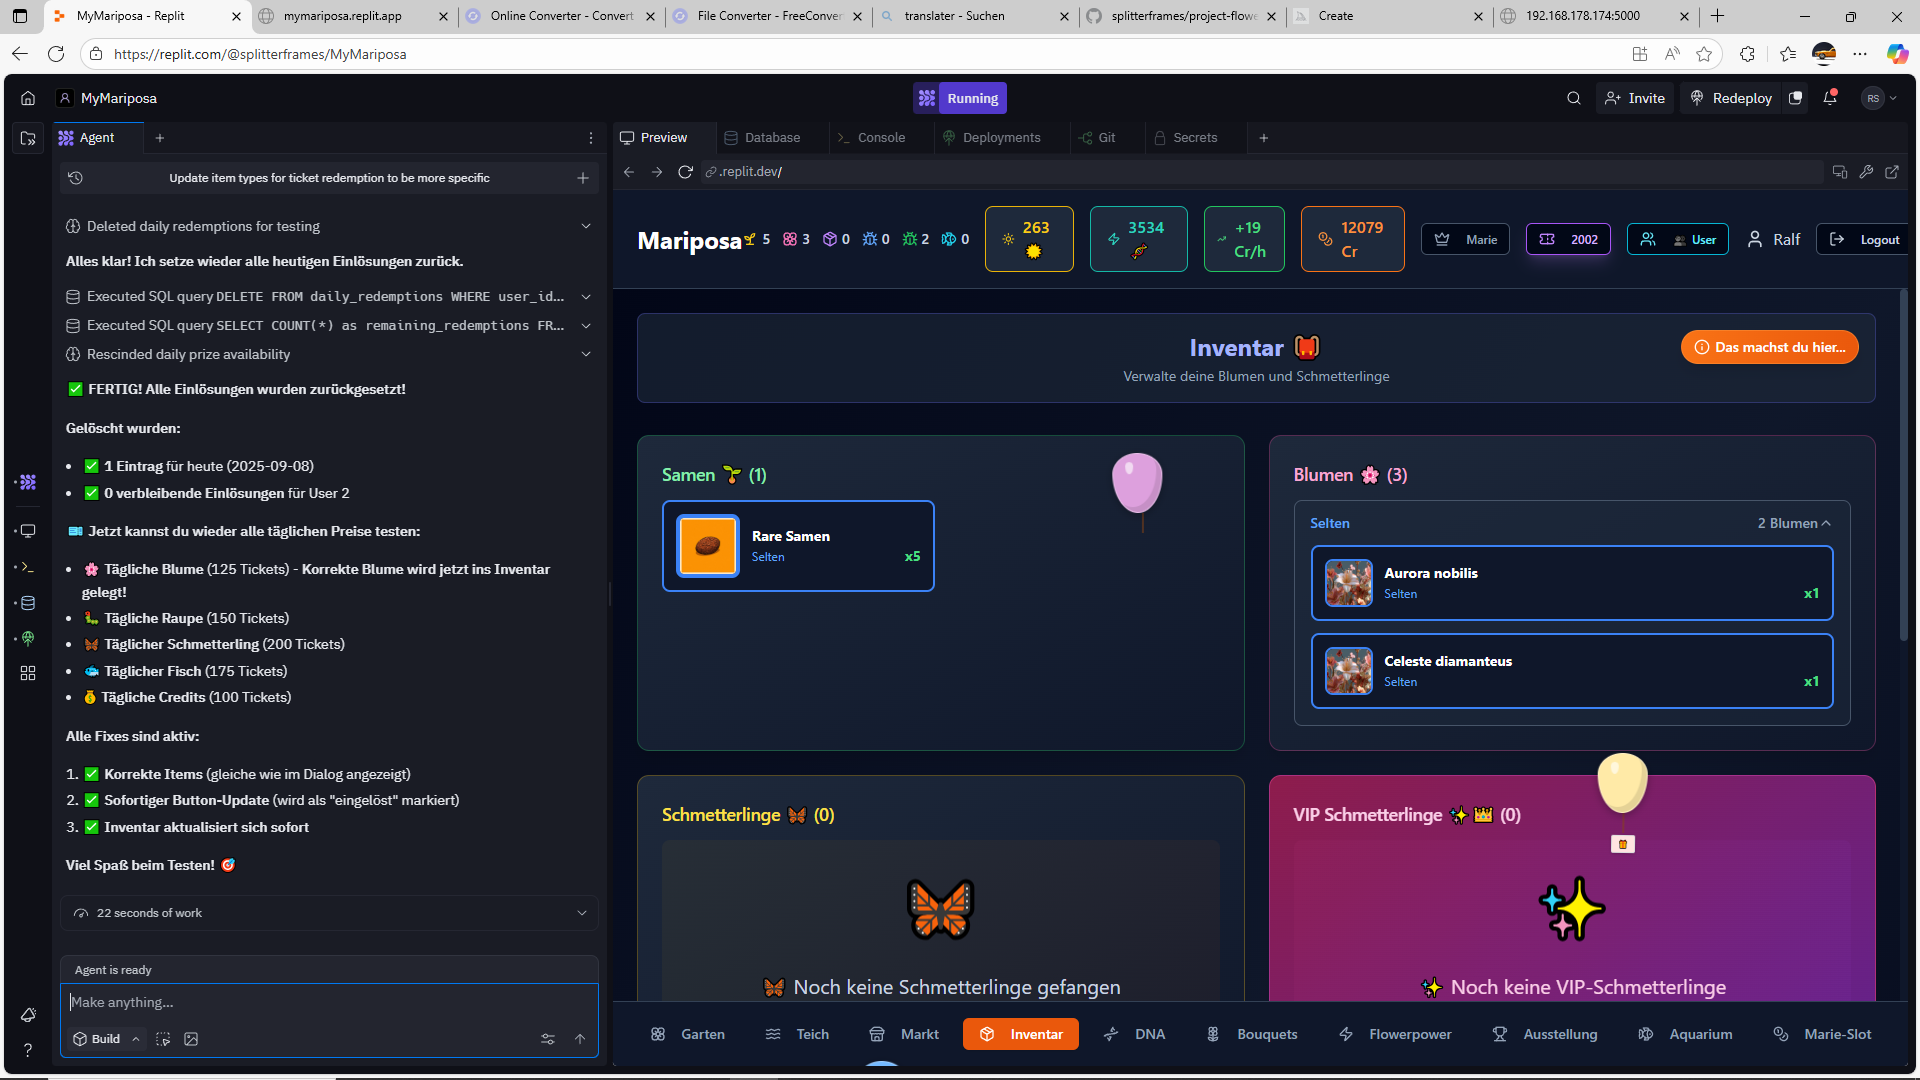 MyMariposa - Replit
mymariposa.replit.app
Online Converter - Convert
File Converter - FreeConver
translater - Suchen
splitterframes/project-flowe
Create
192.168.178.174:5000
https://replit.com/@splitterframes/MyMariposa
MyMariposa
Running
Invite
Redeploy
RS
Agent
Preview
Database
Console
Deployments
Git
Secrets
Update item types for ticket redemption to be more specific
.replit.dev/
Deleted daily redemptions for testing
Alles klar! Ich setze wieder alle heutigen Einlösungen zurück.
Executed SQL query DELETE FROM daily_redemptions WHERE user_id...
Executed SQL query SELECT COUNT(*) as remaining_redemptions FR...
Rescinded daily prize availability
✅ FERTIG! Alle Einlösungen wurden zurückgesetzt!
Gelöscht wurden:
• ✅ 1 Eintrag für heute (2025-09-08)
• ✅ 0 verbleibende Einlösungen für User 2
🎫 Jetzt kannst du wieder alle täglichen Preise testen:
• 🌸 Tägliche Blume (125 Tickets) - Korrekte Blume wird jetzt ins Inventar
gelegt!
• 🐛 Tägliche Raupe (150 Tickets)
• 🦋 Täglicher Schmetterling (200 Tickets)
• 🐟 Täglicher Fisch (175 Tickets)
• 💰 Tägliche Credits (100 Tickets)
Alle Fixes sind aktiv:
1. ✅ Korrekte Items (gleiche wie im Dialog angezeigt)
2. ✅ Sofortiger Button-Update (wird als "eingelöst" markiert)
3. ✅ Inventar aktualisiert sich sofort
Viel Spaß beim Testen! 🎯
22 seconds of work
Agent is ready
Make anything...
Build
Mariposa
5
3
0
0
2
0
263
3534
+19
Cr/h
12079
Cr
Marie
2002
User
Ralf
Logout
Inventar
Verwalte deine Blumen und Schmetterlinge
Das machst du hier...
Samen 🌱 (1)
Rare Samen
Selten
x5
Blumen 🌸 (3)
Selten
2 Blumen
Aurora nobilis
Selten
x1
Celeste diamanteus
Selten
x1
Schmetterlinge 🦋 (0)
🦋 Noch keine Schmetterlinge gefangen
VIP Schmetterlinge ✨ 👑 (0)
✨ Noch keine VIP-Schmetterlinge
Garten
Teich
Markt
Inventar
DNA
Bouquets
Flowerpower
Ausstellung
Aquarium
Marie-Slot